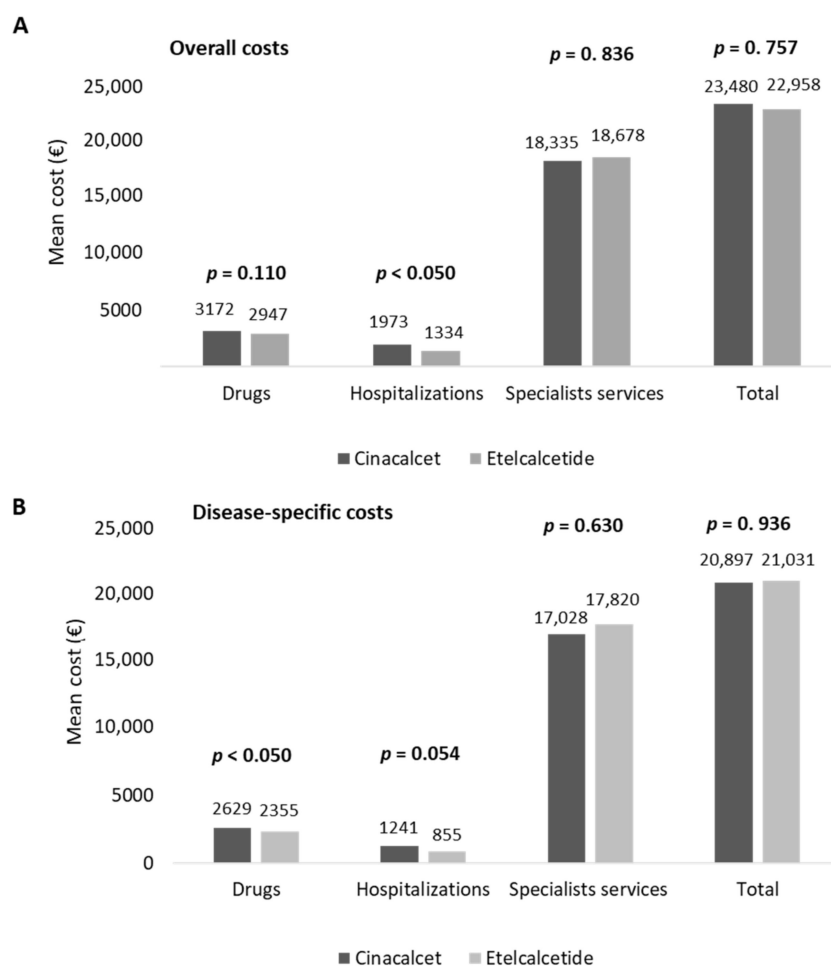 A
Overall costs
p = 0. 836
p = 0. 757
25,000
23,480 22,958
20,000
18,335 18,678
Mean cost (€)
15,000
10,000
p = 0.110
p < 0.050
5000
3172 2947
1973 1334
Drugs Hospitalizations Specialists services Total
Cinacalcet Etelcalcetide
B
Disease-specific costs
p = 0.630
p = 0. 936
25,000
20,897 21,031
20,000
17,028 17,820
Mean cost (€)
15,000
10,000
p < 0.050
p = 0.054
5000
2629 2355
1241 855
0
Drugs Hospitalizations Specialists services Total
Cinacalcet Etelcalcetide